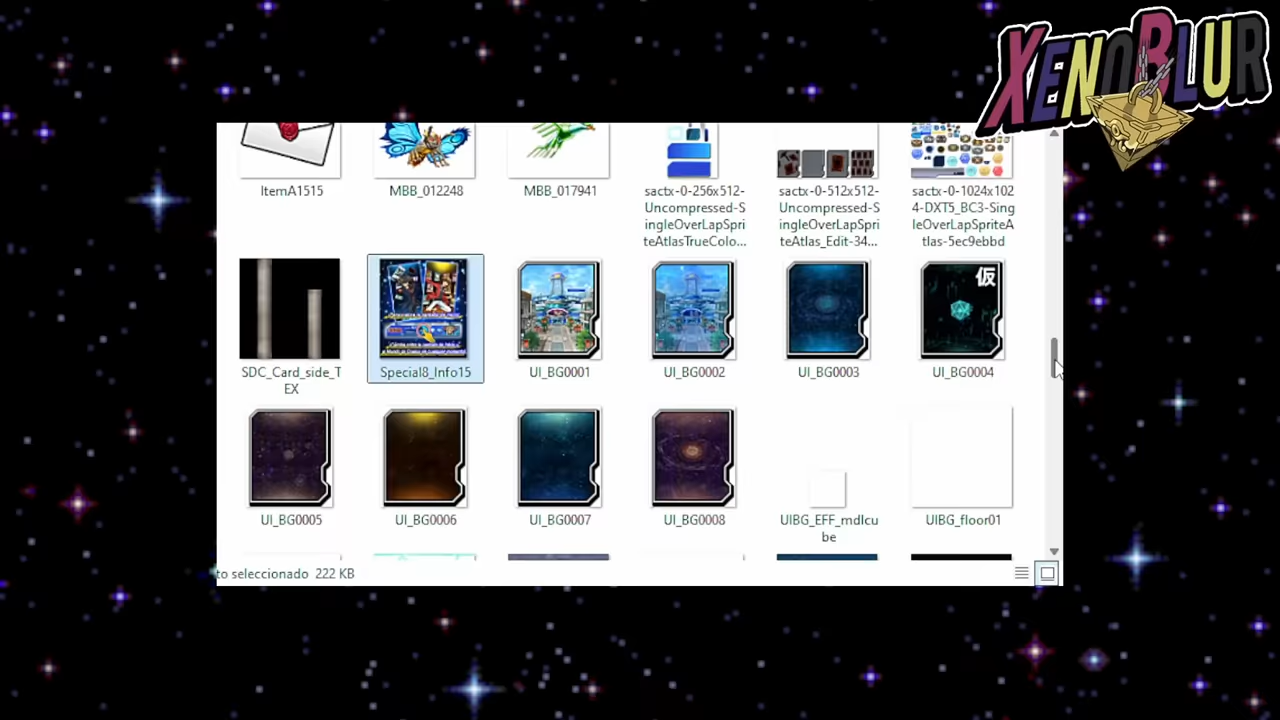 XENOBLUR
ItemA1515
MBB_012248
MBB_017941
sactx-0-256x512-
Uncompressed-S
ingleOverLapSpri
teAtlasTrueColo...
sactx-0-512x512-
Uncompressed-S
ingleOverLapSpri
teAtlas_Edit-34...
sactx-0-1024x102
4-DXT5_BC3-Sing
leOverLapSpriteA
tlas-5ec9ebbd
仮
SDC_Card_side_T
EX
Special8_Info15
UI_BG0001
UI_BG0002
UI_BG0003
UI_BG0004
UI_BG0005
UI_BG0006
UI_BG0007
UI_BG0008
UIBG_EFF_mdlcu
be
UIBG_floor01
to seleccionado 222 KB